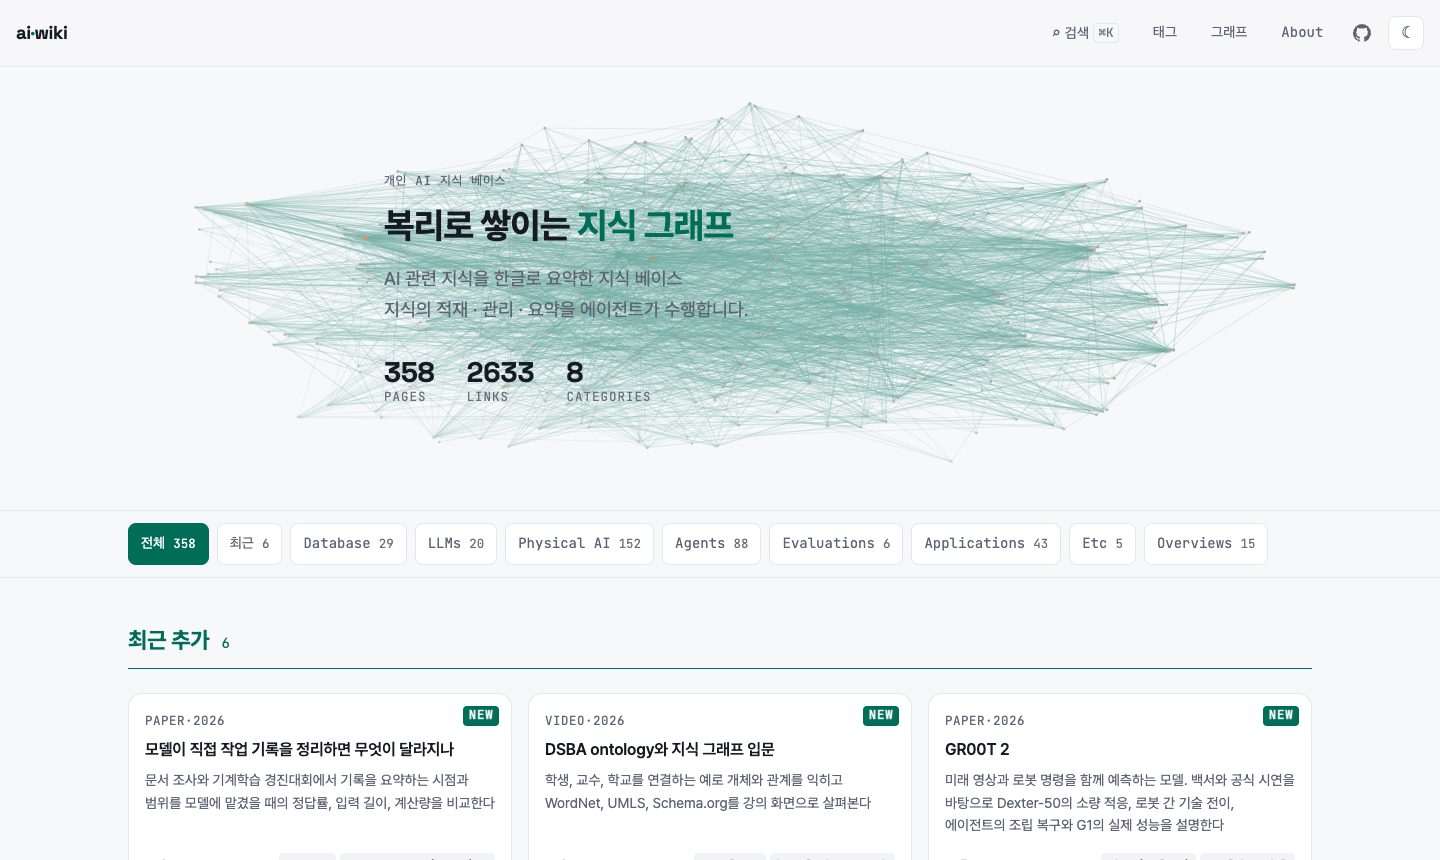 ai·wiki
검색 ⌘K
태그
그래프
About
개인 AI 지식 베이스
복리로 쌓이는 지식 그래프
AI 관련 지식을 한글로 요약한 지식 베이스
지식의 적재 · 관리 · 요약을 에이전트가 수행합니다.
358 2633 8
PAGES LINKS CATEGORIES
전체 358
최근 6
Database 29
LLMs 20
Physical AI 152
Agents 88
Evaluations 6
Applications 43
Etc 5
Overviews 15
최근 추가 6
PAPER·2026
NEW
모델이 직접 작업 기록을 정리하면 무엇이 달라지나
문서 조사와 기계학습 경진대회에서 기록을 요약하는 시점과
범위를 모델에 맡겼을 때의 정답률, 입력 길이, 계산량을 비교한다
VIDEO·2026
NEW
DSBA ontology와 지식 그래프 입문
학생, 교수, 학교를 연결하는 예로 개체와 관계를 익히고
WordNet, UMLS, Schema.org를 강의 화면으로 살펴본다
PAPER·2026
NEW
GR00T 2
미래 영상과 로봇 명령을 함께 예측하는 모델. 백서와 공식 시연을
바탕으로 Dexter-50의 소량 적응, 로봇 간 기술 전이,
에이전트의 조립 복구와 G1의 실제 성능을 설명한다